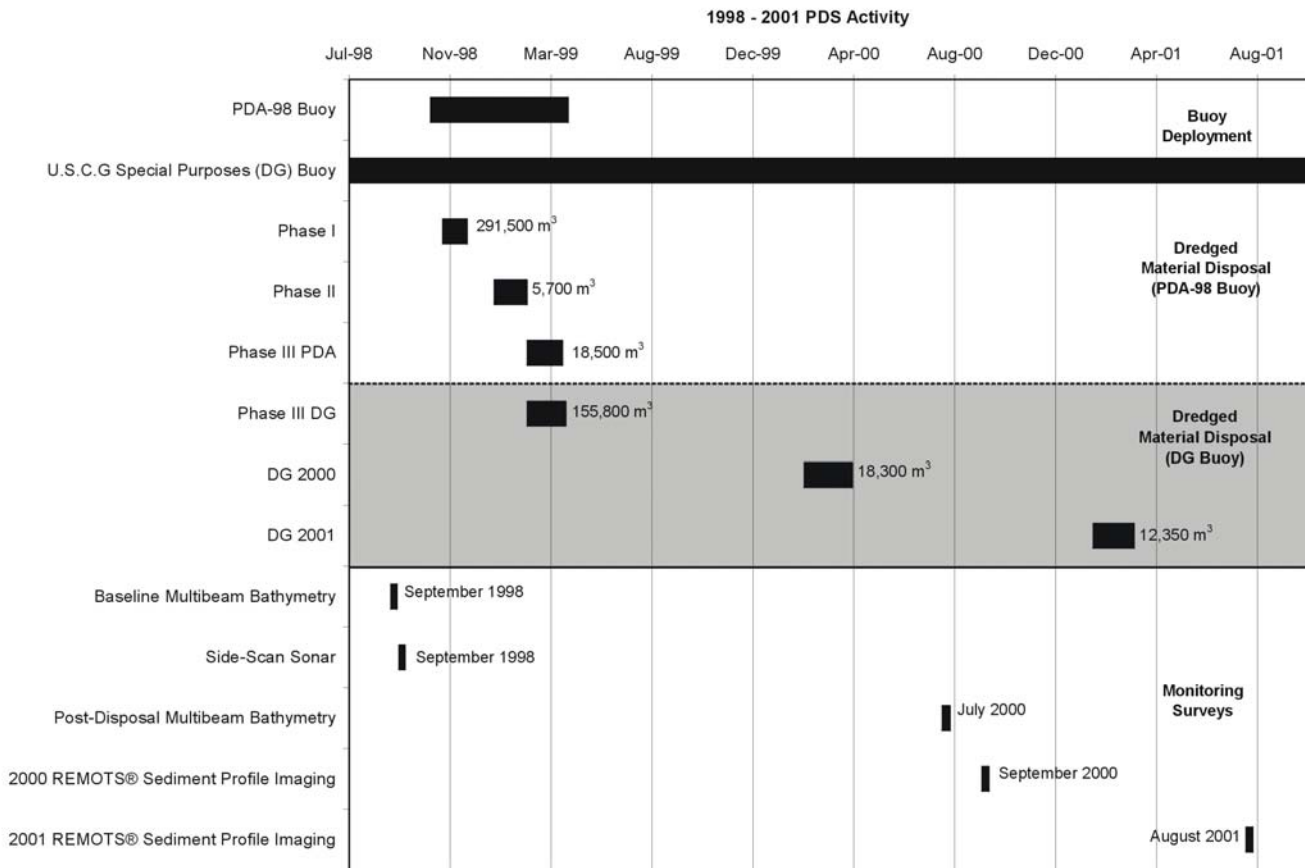 1998 - 2001 PDS Activity
Jul-98 Nov-98 Mar-99 Aug-99 Dec-99 Apr-00 Aug-00 Dec-00 Apr-01 Aug-01
PDA-98 Buoy
Buoy
Deployment
U.S.C.G Special Purposes (DG) Buoy
Phase I 291,500 m³
Dredged
Material Disposal
(PDA-98 Buoy)
Phase II 5,700 m³
Phase III PDA 18,500 m³
Phase III DG 155,800 m³
Dredged
Material Disposal
(DG Buoy)
DG 2000 18,300 m³
DG 2001 12,350 m³
Baseline Multibeam Bathymetry September 1998
Side-Scan Sonar September 1998
Monitoring
Surveys
Post-Disposal Multibeam Bathymetry July 2000
2000 REMOTS® Sediment Profile Imaging September 2000
2001 REMOTS® Sediment Profile Imaging August 2001